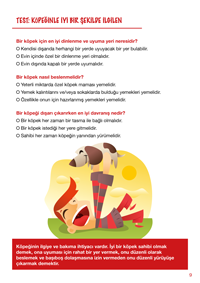 TEST: KÖPEĞİNLE İYİ BİR ŞEKİLDE İLGİLEN
Bir köpek için en iyi dinlenme ve uyuma yeri neresidir?
O Kendisi dışında herhangi bir yerde uyuyacak bir yer bulabilir.
O Evin içinde özel bir dinlenme yeri olmalıdır.
O Evin dışında kapalı bir yerde uyumalıdır.
Bir köpek nasıl beslenmelidir?
O Yeterli miktarda özel köpek maması yemelidir.
O Yemek kalıntılarını ve/veya sokaklarda bulduğu yemekleri yemelidir.
O Özellikle onun için hazırlanmış yemekleri yemelidir.
Bir köpeği dışarı çıkarırken en iyi davranış nedir?
O Bir köpek her zaman bir tasma ile bağlı olmalıdır.
O Bir köpek istediği her yere gitmelidir.
O Sahibi her zaman köpeğin yanından yürümelidir.
Köpeğinin ilgiye ve bakıma ihtiyacı vardır. İyi bir köpek sahibi olmak
demek, ona uyuması için rahat bir yer vermek, onu düzenli olarak
beslemek ve başıboş dolaşmasına izin vermeden onu düzenli yürüyüşe
çıkarmak demektir.